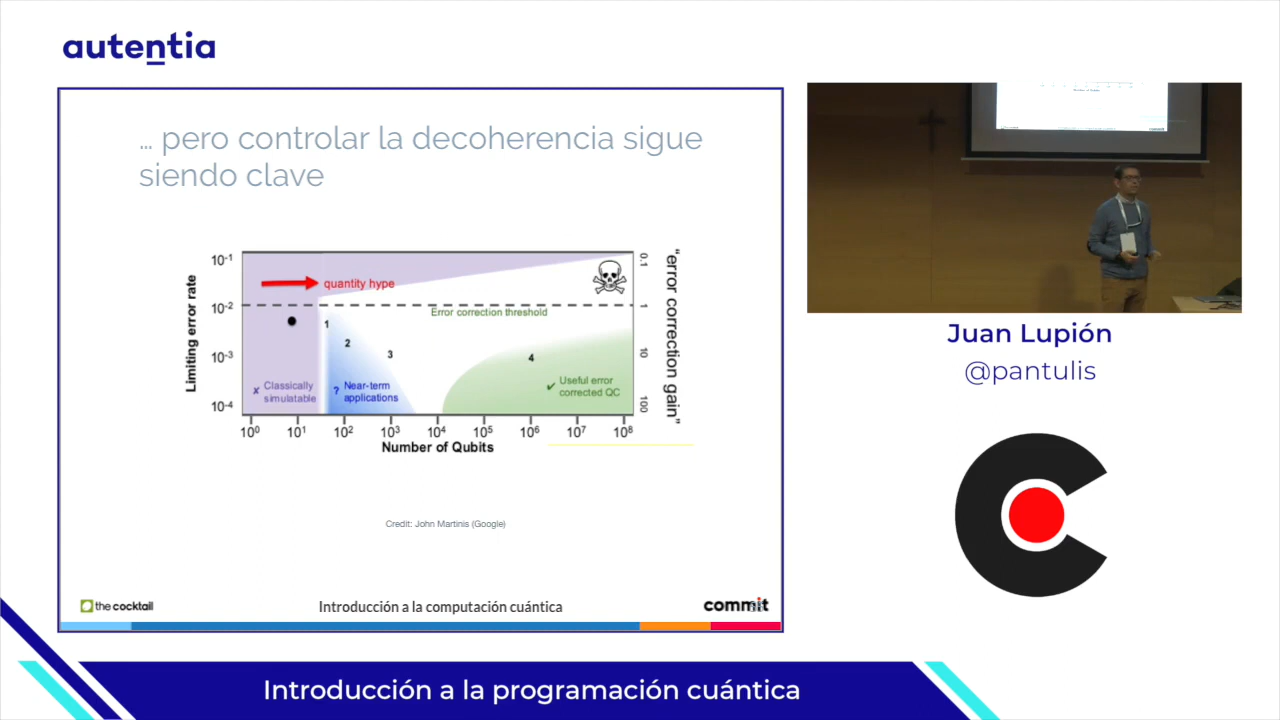 autentia
... pero controlar la decoherencia sigue
siendo clave
Limiting error rate
10-1
10-2
10-3
10-4
quantity hype
Error correction threshold
1
2
3
4
✗ Classically
simulatable
? Near-term
applications
✔ Useful error
corrected QC
0.1
1
10
100
"error correction gain"
10⁰ 10¹ 10² 10³ 10⁴ 10⁵ 10⁶ 10⁷ 10⁸
Number of Qubits
Credit: John Martinis (Google)
the cocktail
Introducción a la computación cuántica
commit
Juan Lupión
@pantulis
Introducción a la programación cuántica